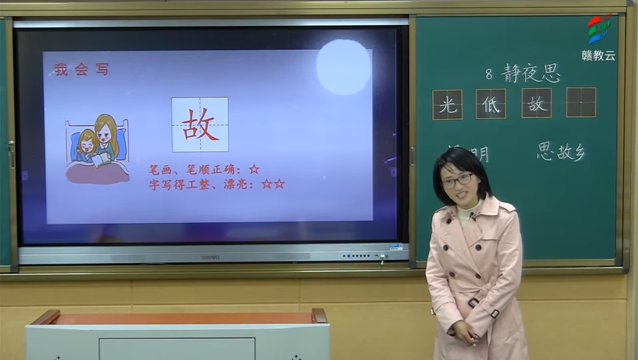 我会写
故
笔画、笔顺正确：☆
字写得工整、漂亮：☆☆
赣教云
8 静夜思
光 低 故
明 思故乡